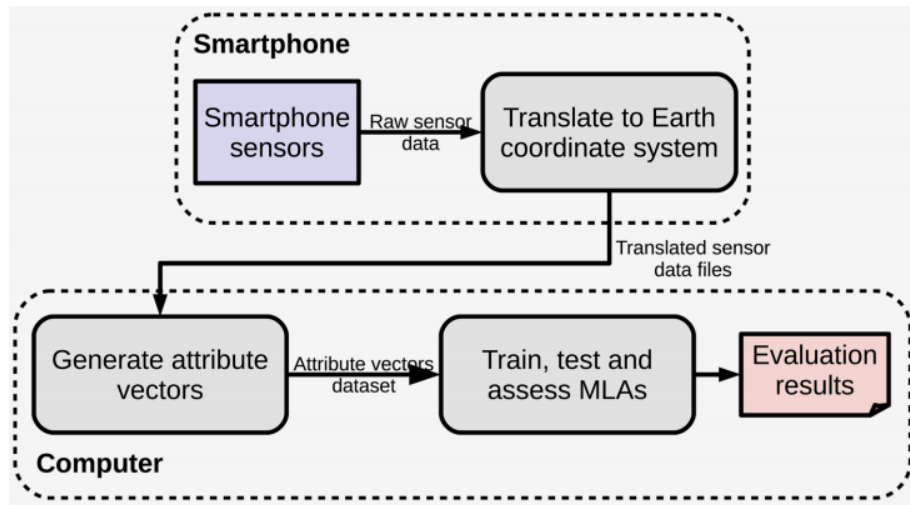 Smartphone
Smartphone
sensors
Raw sensor
data
Translate to Earth
coordinate system
Translated sensor
data files
Generate attribute
vectors
Attribute vectors
dataset
Train, test and
assess MLAs
Evaluation
results
Computer